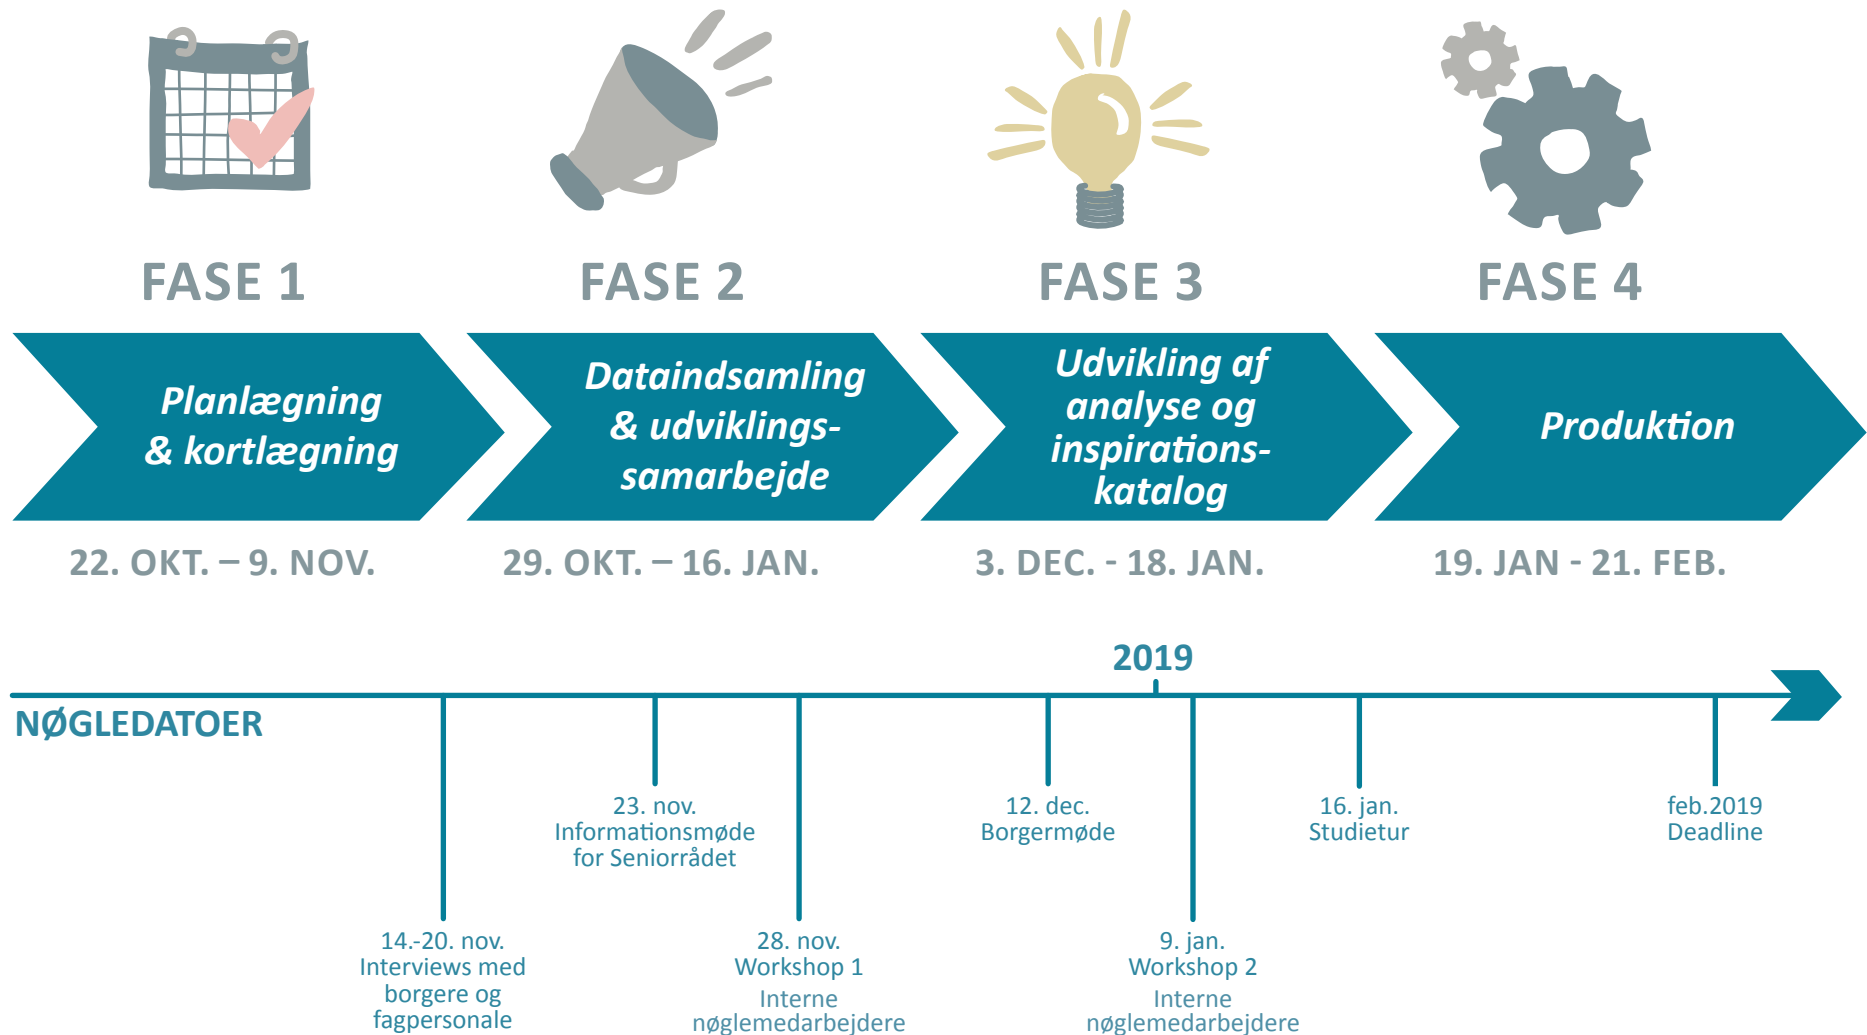 FASE 1
FASE 2
FASE 3
FASE 4
Planlægning
& kortlægning
Dataindsamling
& udviklings-
samarbejde
Udvikling af
analyse og
inspirations-
katalog
Produktion
22. OKT. – 9. NOV.
29. OKT. – 16. JAN.
3. DEC. - 18. JAN.
19. JAN - 21. FEB.
2019
NØGLEDATOER
23. nov.
Informationsmøde
for Seniorrådet
12. dec.
Borgermøde
16. jan.
Studietur
feb.2019
Deadline
14.-20. nov.
Interviews med
borgere og
fagpersonale
28. nov.
Workshop 1
Interne
nøglemedarbejdere
9. jan.
Workshop 2
Interne
nøglemedarbejdere